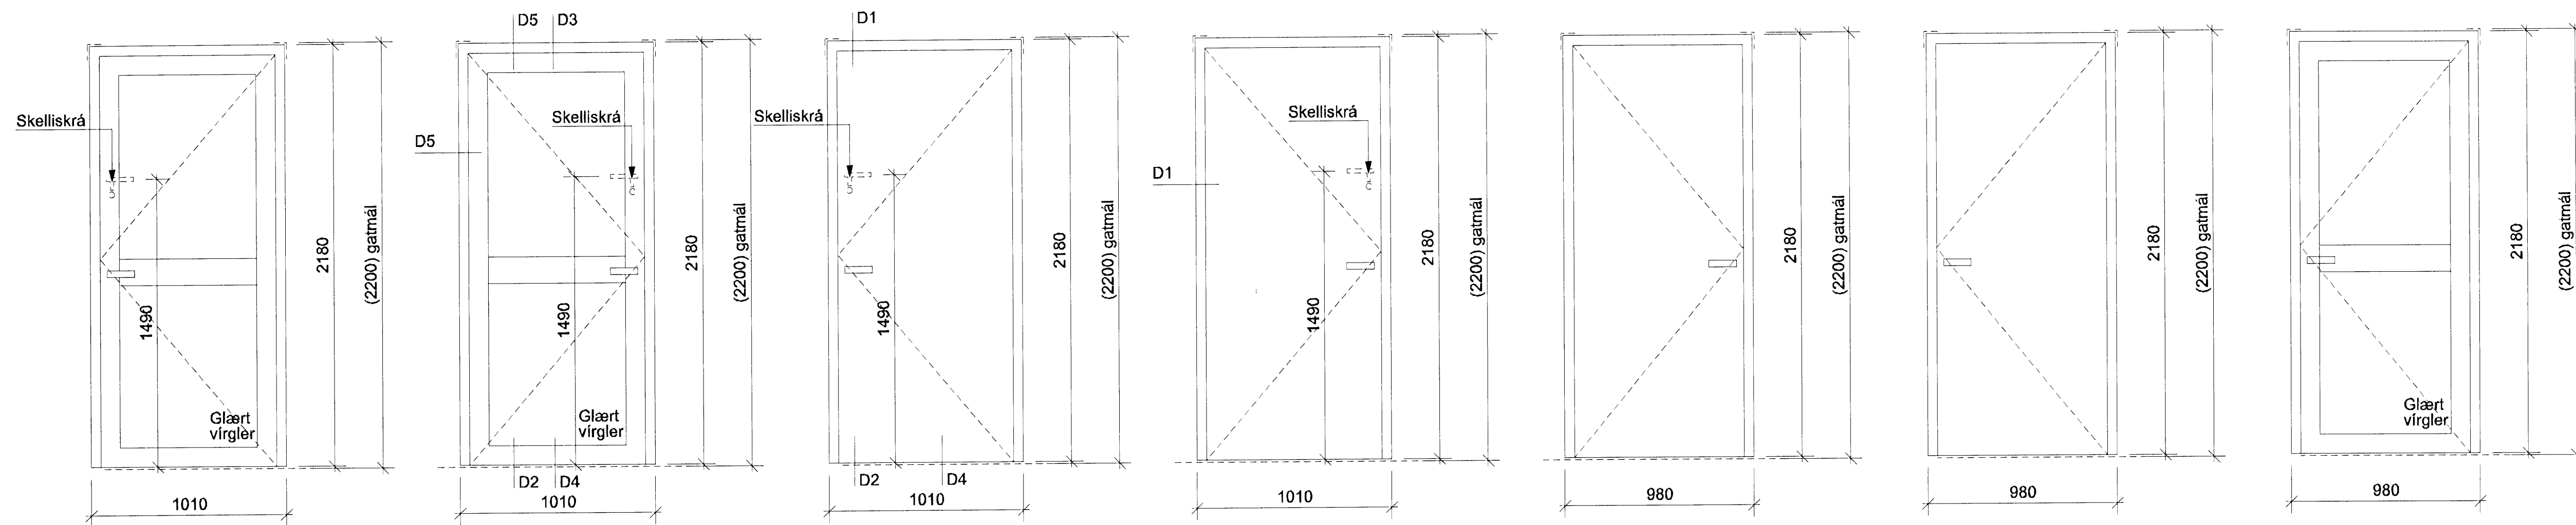 Skelliskrá
1490
Glært
vírgler
2180
(2200) gatmál
1010
D5 D3
Skelliskrá
D5
1490
Glært
vírgler
D2 D4
2180
(2200) gatmál
1010
D1
Skelliskrá
1490
D2 D4
2180
(2200) gatmál
1010
Skelliskrá
D1
1490
2180
(2200) gatmál
1010
2180
(2200) gatmál
980
2180
(2200) gatmál
980
Glært
vírgler
2180
(2200) gatmál
980